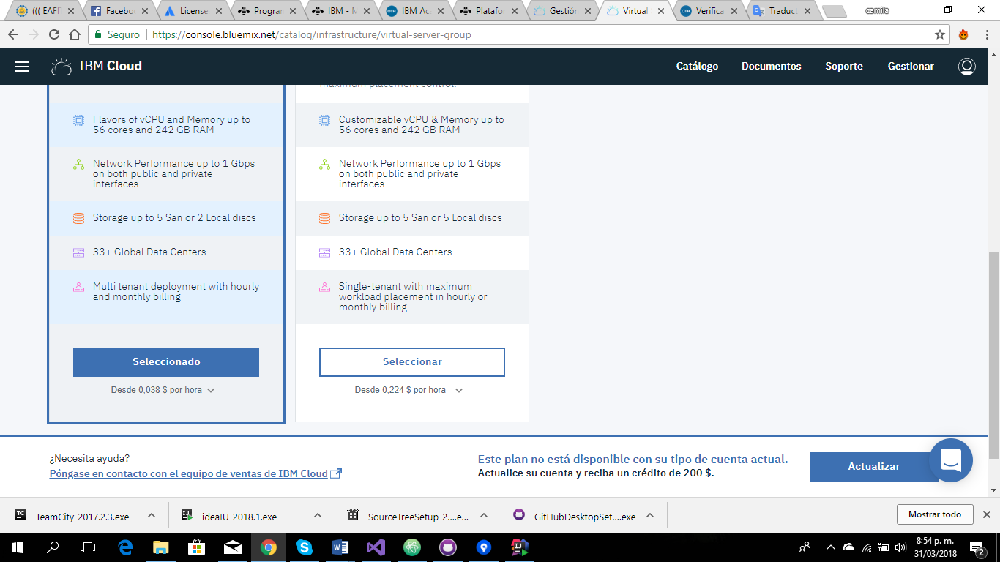 ((( EAFIT
Facebo
License
Progran
IBM - M
IBM Aca
Platafor
Gestión
Virtual
Verifica
Traduct
camila
Seguro
https://console.bluemix.net/catalog/infrastructure/virtual-server-group
IBM Cloud
Catálogo
Documentos
Soporte
Gestionar
maximum placement control.
Flavors of vCPU and Memory up to
56 cores and 242 GB RAM
Network Performance up to 1 Gbps
on both public and private
interfaces
Storage up to 5 San or 2 Local discs
33+ Global Data Centers
Multi tenant deployment with hourly
and monthly billing
Seleccionado
Desde 0,038 $ por hora
Customizable vCPU & Memory up to
56 cores and 242 GB RAM
Network Performance up to 1 Gbps
on both public and private
interfaces
Storage up to 5 San or 5 Local discs
33+ Global Data Centers
Single-tenant with maximum
workload placement in hourly or
monthly billing
Seleccionar
Desde 0,224 $ por hora
¿Necesita ayuda?
Póngase en contacto con el equipo de ventas de IBM Cloud
Este plan no está disponible con su tipo de cuenta actual.
Actualice su cuenta y reciba un crédito de 200 $.
Actualizar
TeamCity-2017.2.3.exe
ideaIU-2018.1.exe
SourceTreeSetup-2....e...
GitHubDesktopSet....exe
Mostrar todo
8:54 p. m.
31/03/2018
2